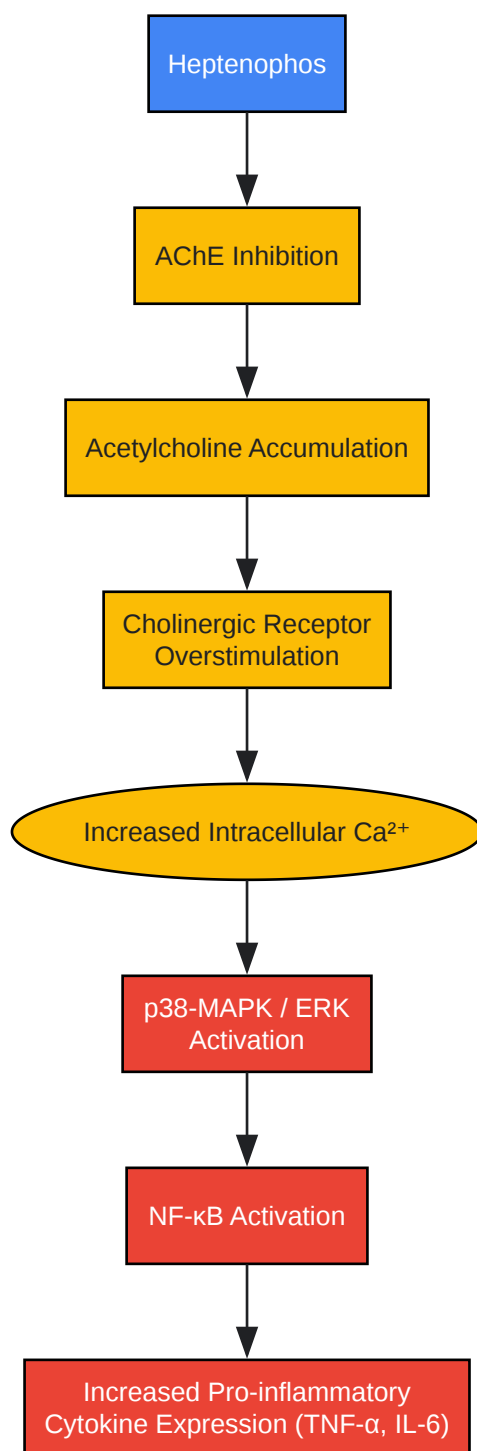 Heptenophos
AChE Inhibition
Acetylcholine Accumulation
Cholinergic Receptor
Overstimulation
Increased Intracellular Ca²⁺
p38-MAPK / ERK
Activation
NF-κB Activation
Increased Pro-inflammatory
Cytokine Expression (TNF-α, IL-6)